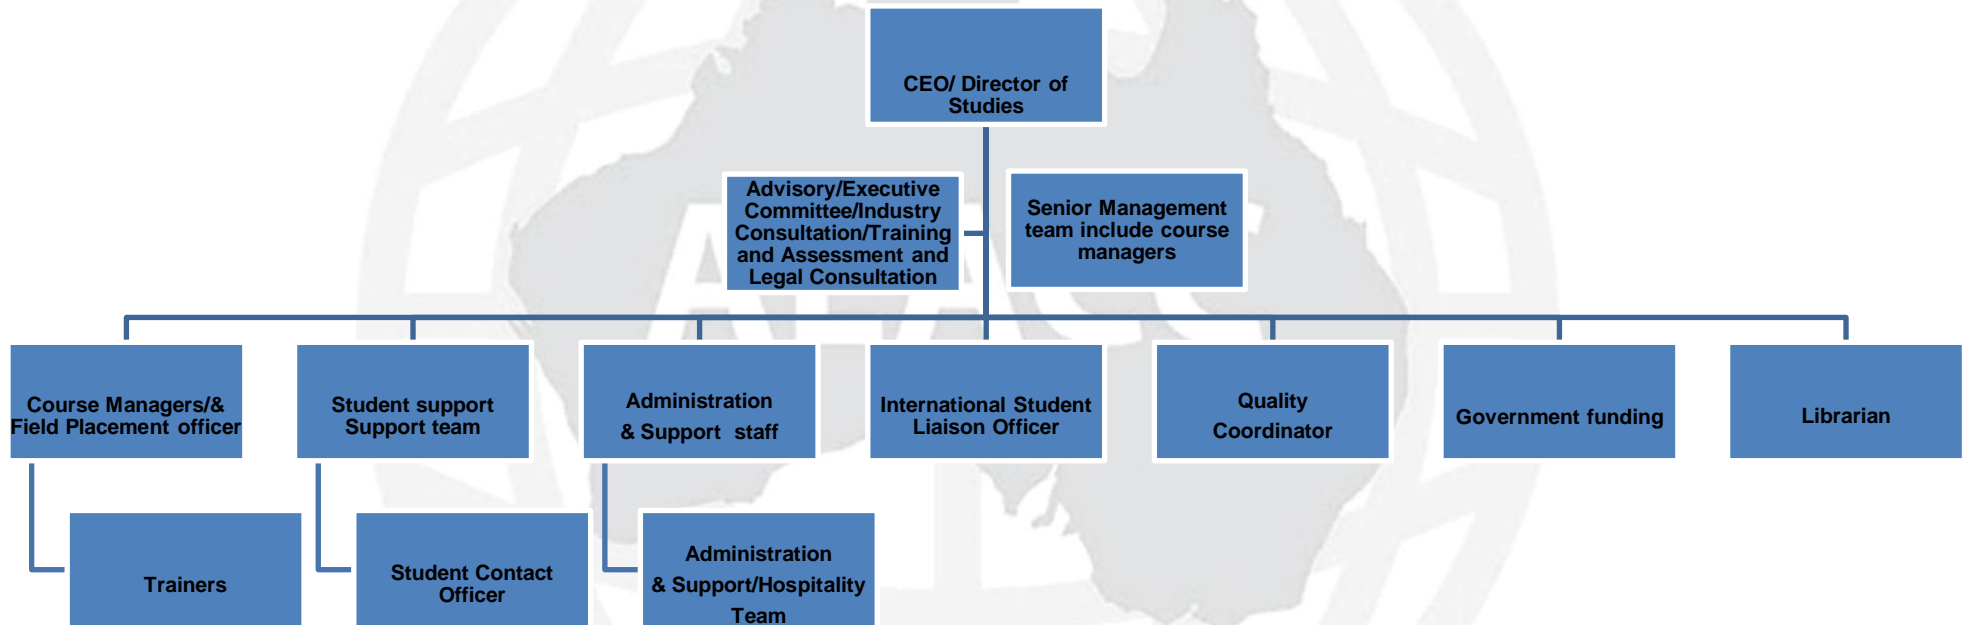 CEO/ Director of
Studies
Advisory/Executive
Committee/Industry
Consultation/Training
and Assessment and
Legal Consultation
Senior Management
team include course
managers
Course Managers/&
Field Placement officer
Student support
Support team
Administration
& Support staff
International Student
Liaison Officer
Quality
Coordinator
Government funding
Librarian
Trainers
Student Contact
Officer
Administration
& Support/Hospitality
Team